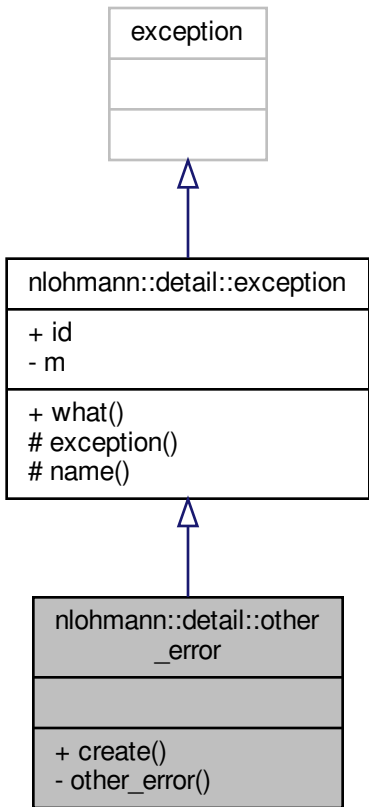 exception
nlohmann::detail::exception
+ id
- m
+ what()
# exception()
# name()
nlohmann::detail::other
_error
+ create()
- other_error()